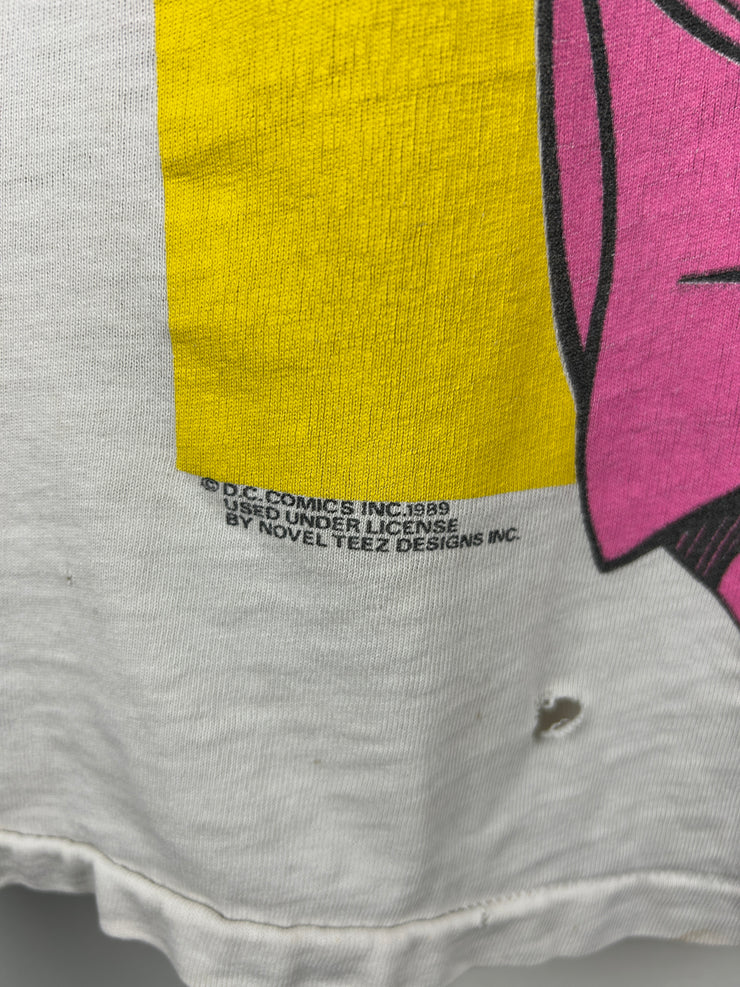 © D.C. COMICS INC. 1989
USED UNDER LICENSE
BY NOVEL TEEZ DESIGNS INC.